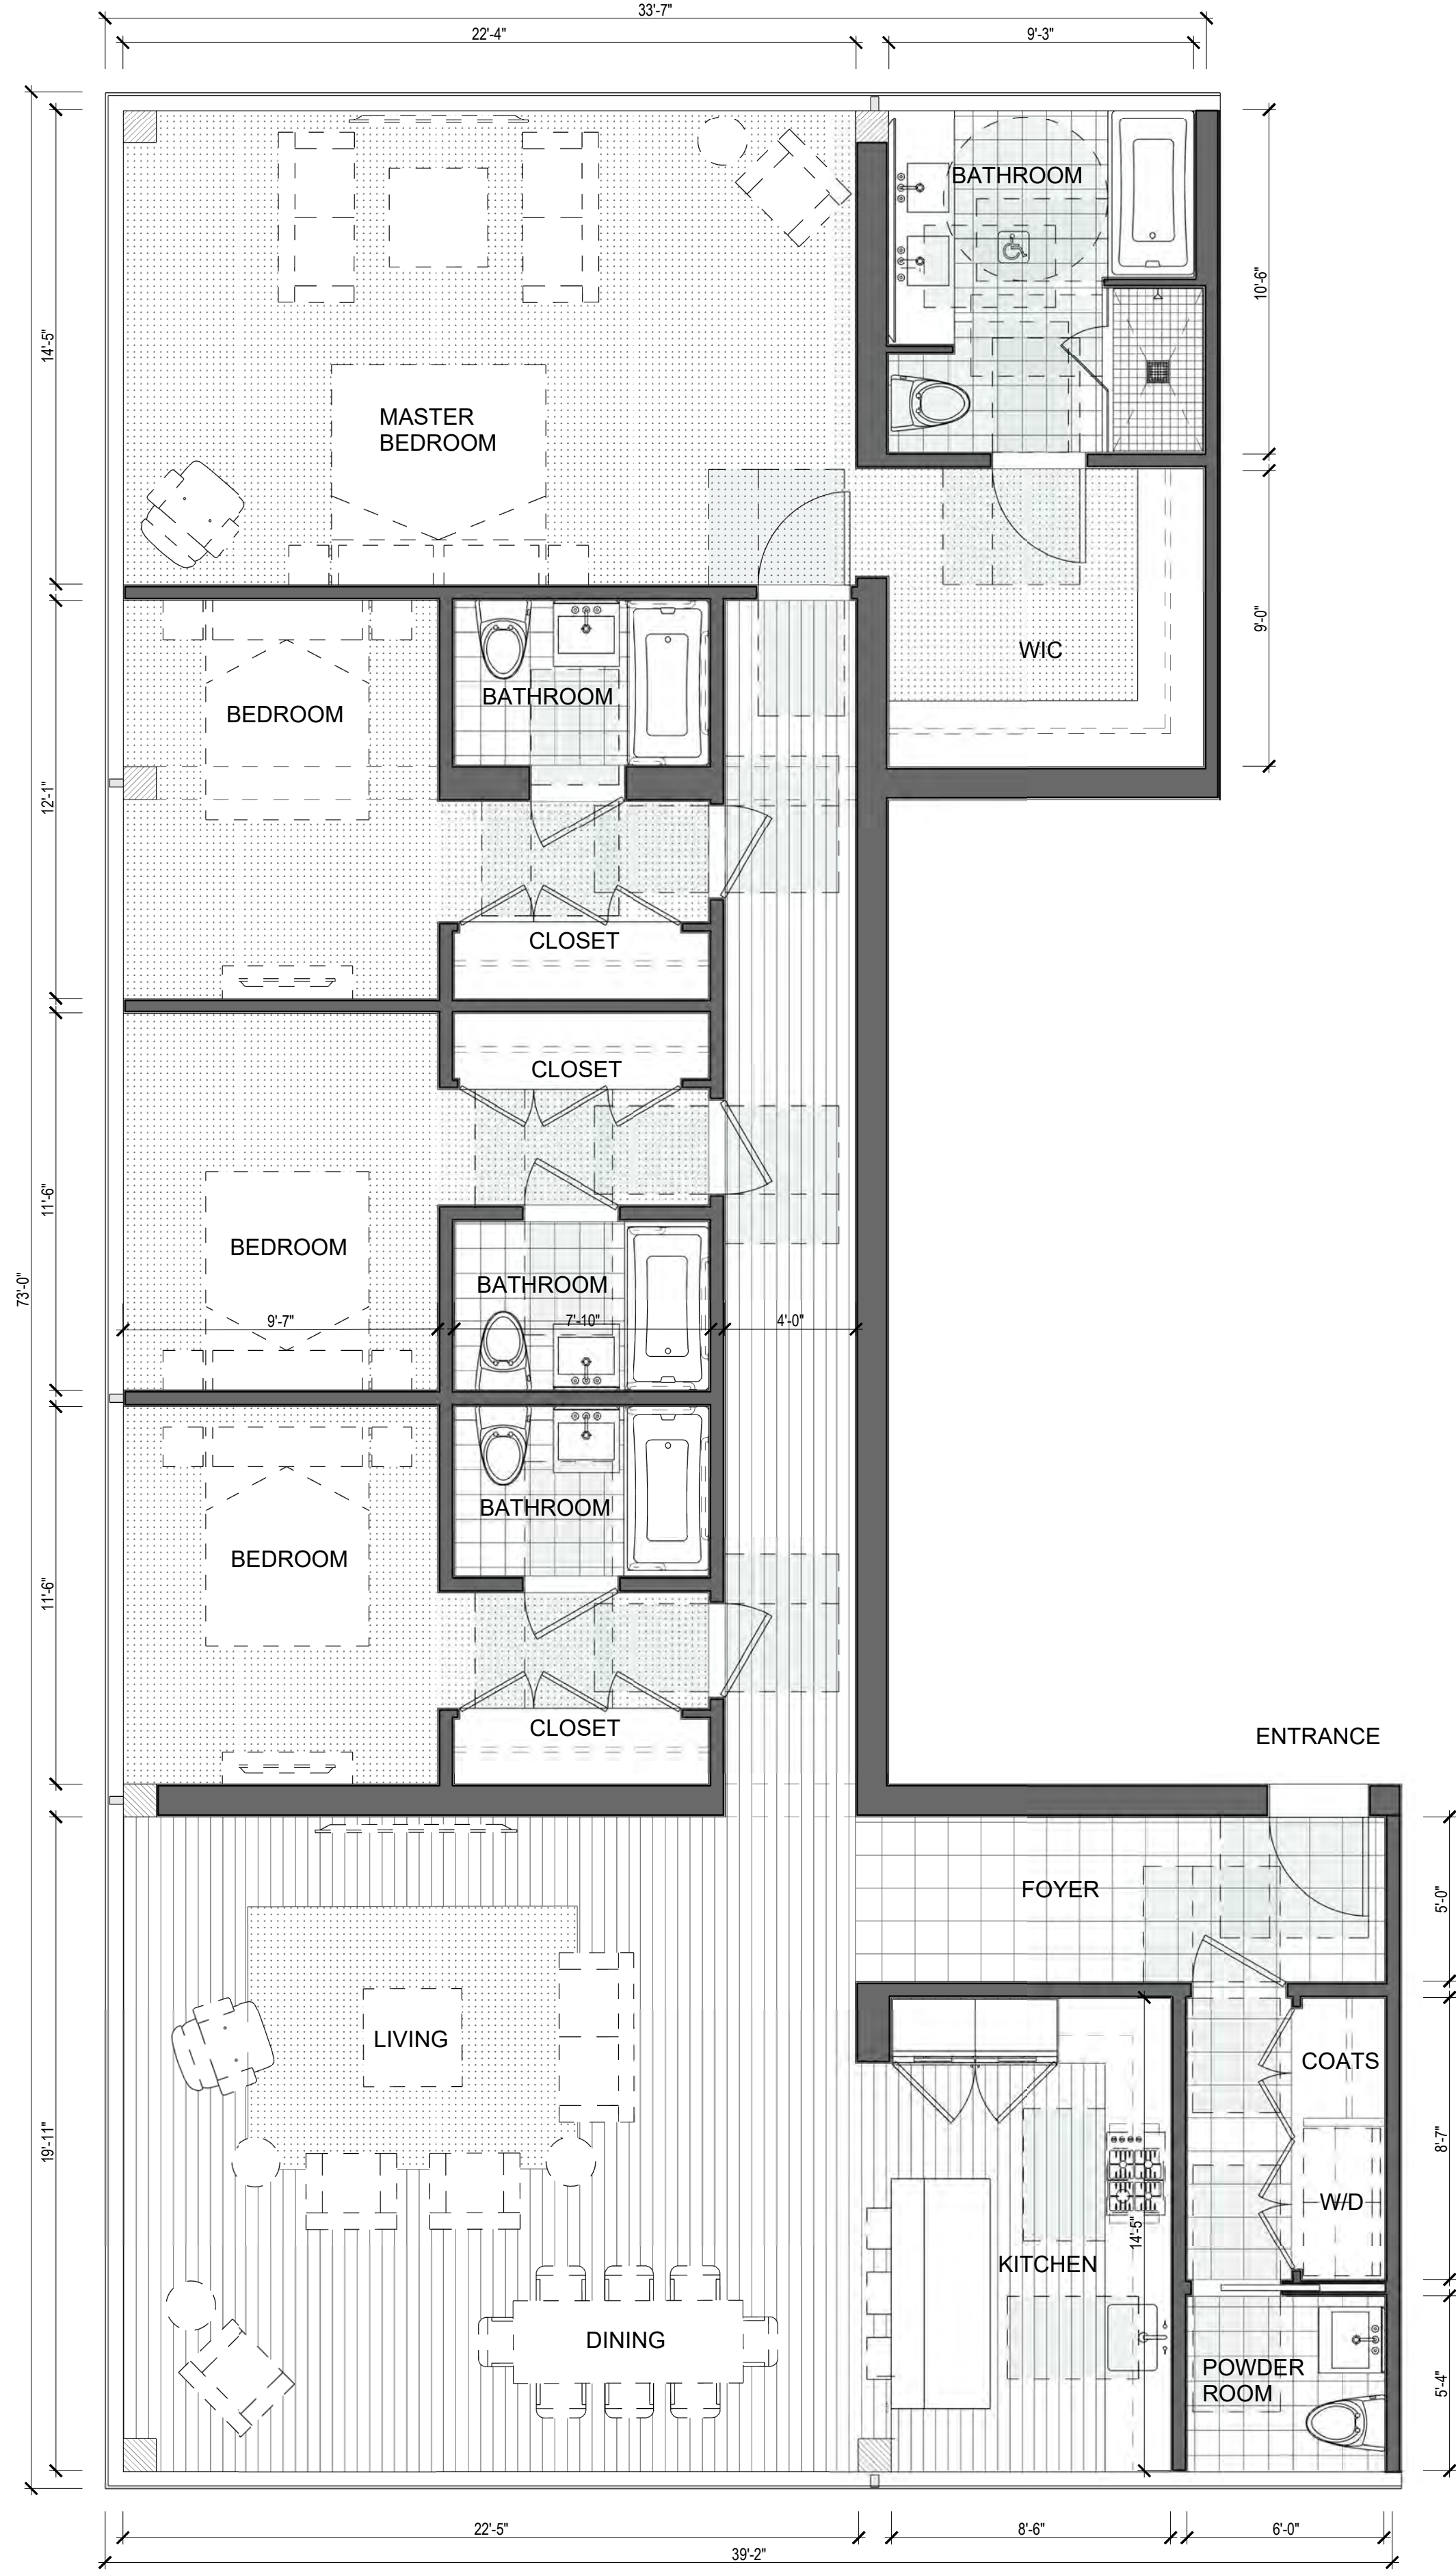 33'-7"
22'-4"
9'-3"
BATHROOM
10'-6"
14'-5"
MASTER
BEDROOM
9'-0"
WIC
BATHROOM
BEDROOM
12'-1"
CLOSET
CLOSET
11'-6"
BEDROOM
73'-0"
BATHROOM
9'-7"
7'-10"
4'-0"
BATHROOM
BEDROOM
11'-6"
CLOSET
ENTRANCE
FOYER
5'-0"
LIVING
COATS
19'-11"
8'-7"
W/D
14'-5"
KITCHEN
DINING
POWDER
ROOM
5'-4"
22'-5"
8'-6"
6'-0"
39'-2"